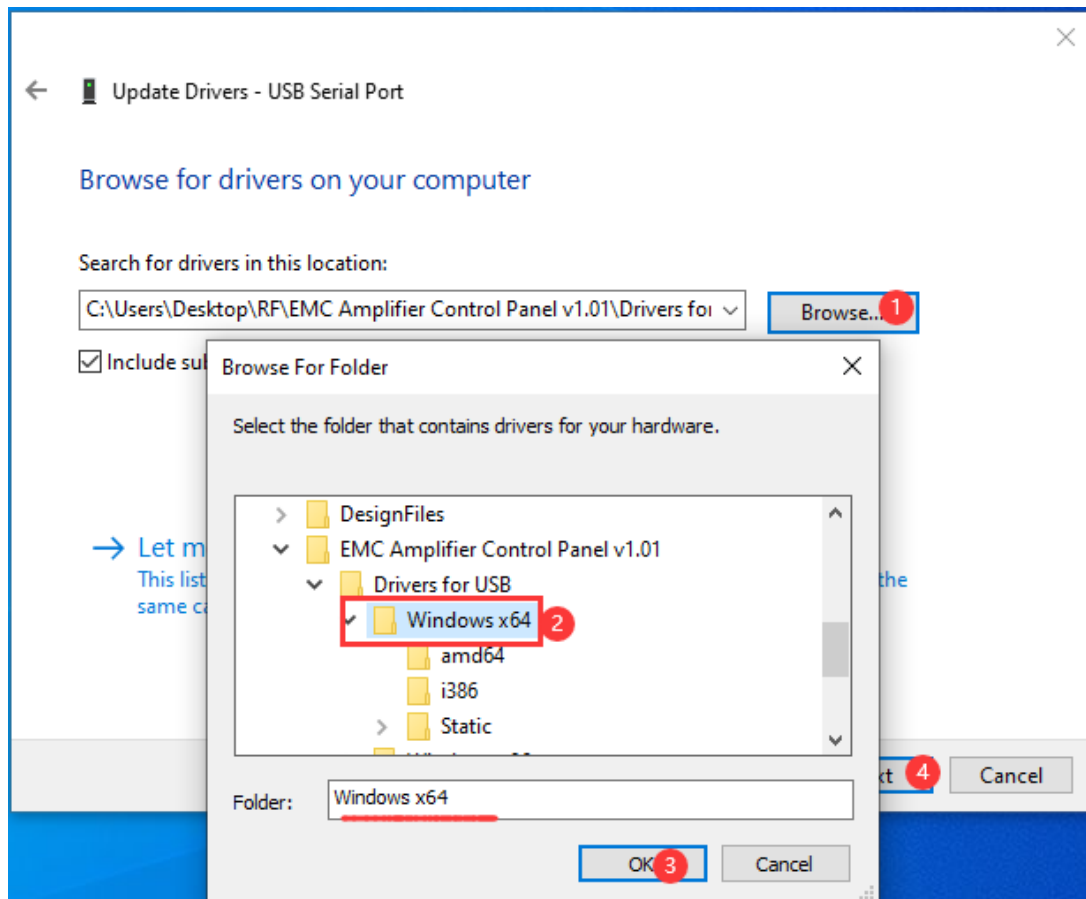 Update Drivers - USB Serial Port
Browse for drivers on your computer
Search for drivers in this location:
C:\Users\Desktop\RF\EMC Amplifier Control Panel v1.01\Drivers for
Browse...
1
Include
Browse For Folder
Select the folder that contains drivers for your hardware.
DesignFiles
EMC Amplifier Control Panel v1.01
Drivers for USB
Windows x64
2
amd64
i386
Static
Let
This list
the
same
4
Cancel
Folder:
Windows x64
OK
3
Cancel